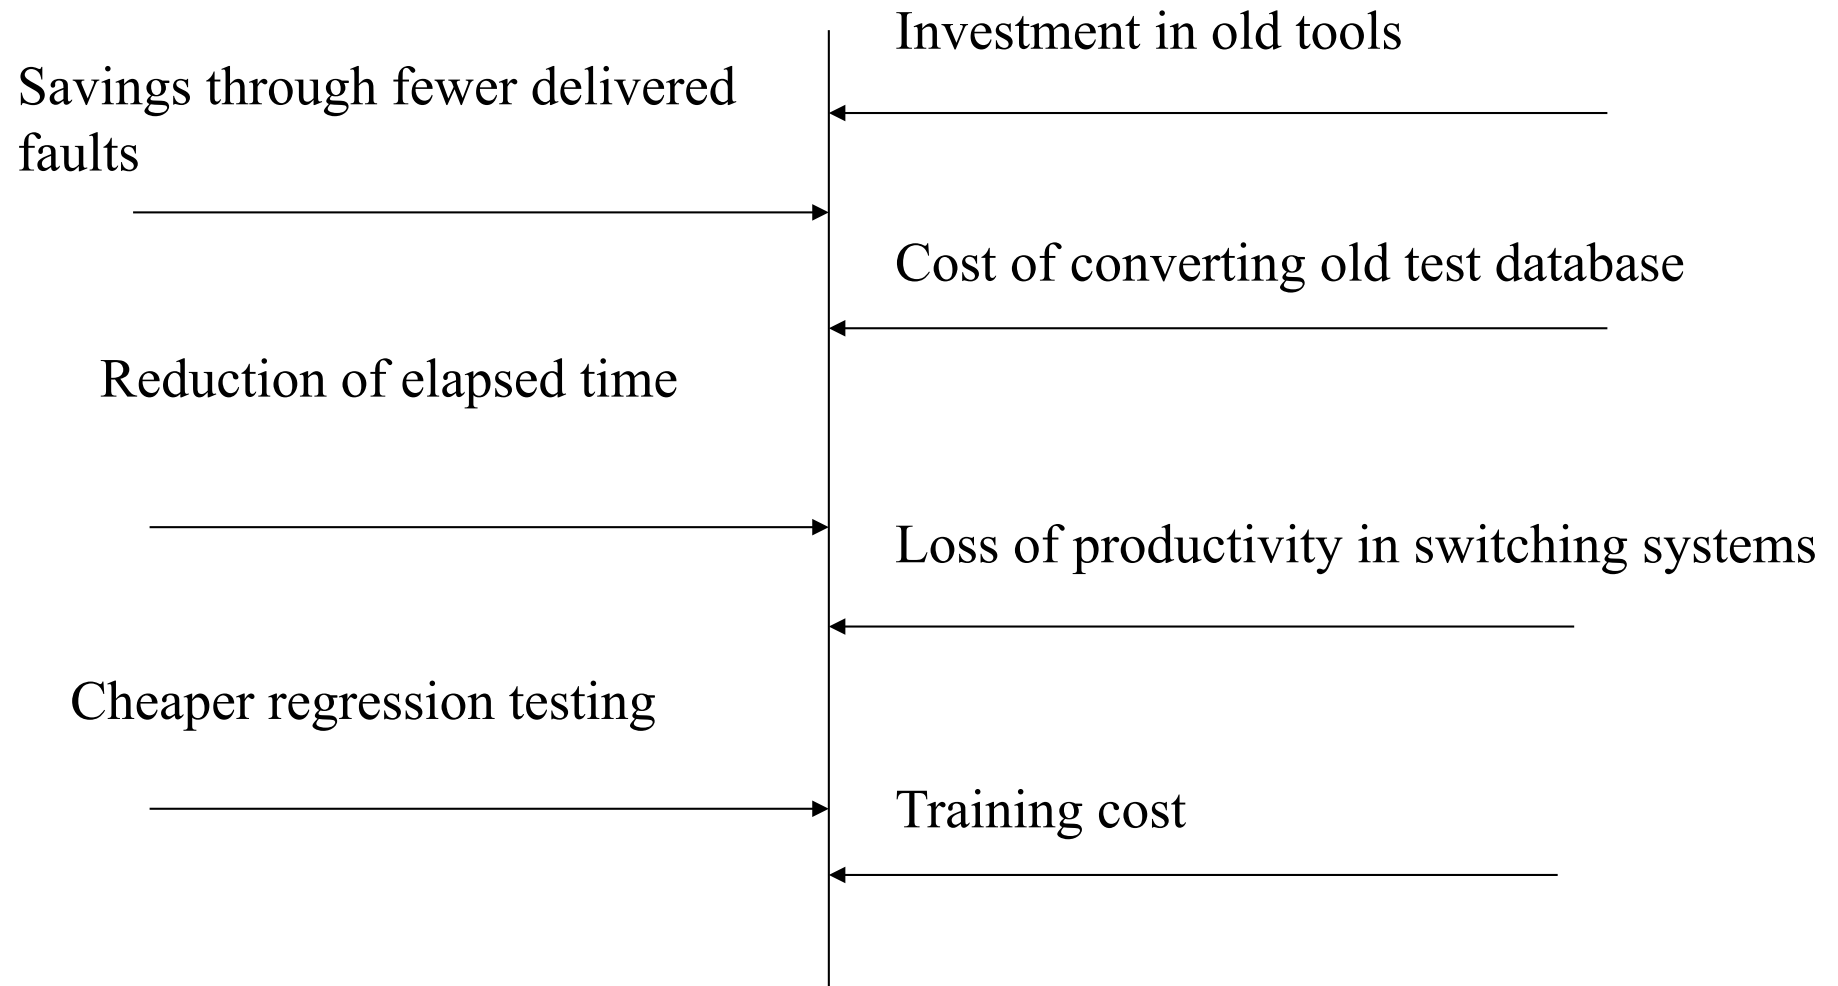 Investment in old tools
Savings through fewer delivered
faults
Cost of converting old test database
Reduction of elapsed time
Loss of productivity in switching systems
Cheaper regression testing
Training cost